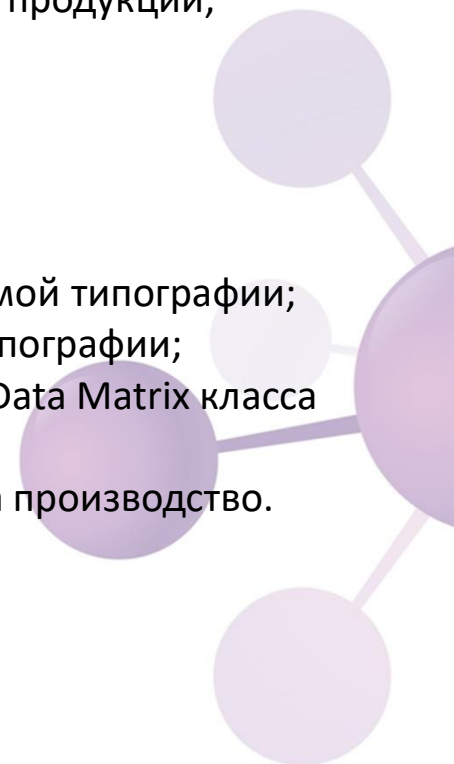 продукции;
мой типографии;
пографии;
Data Matrix класса
производство.